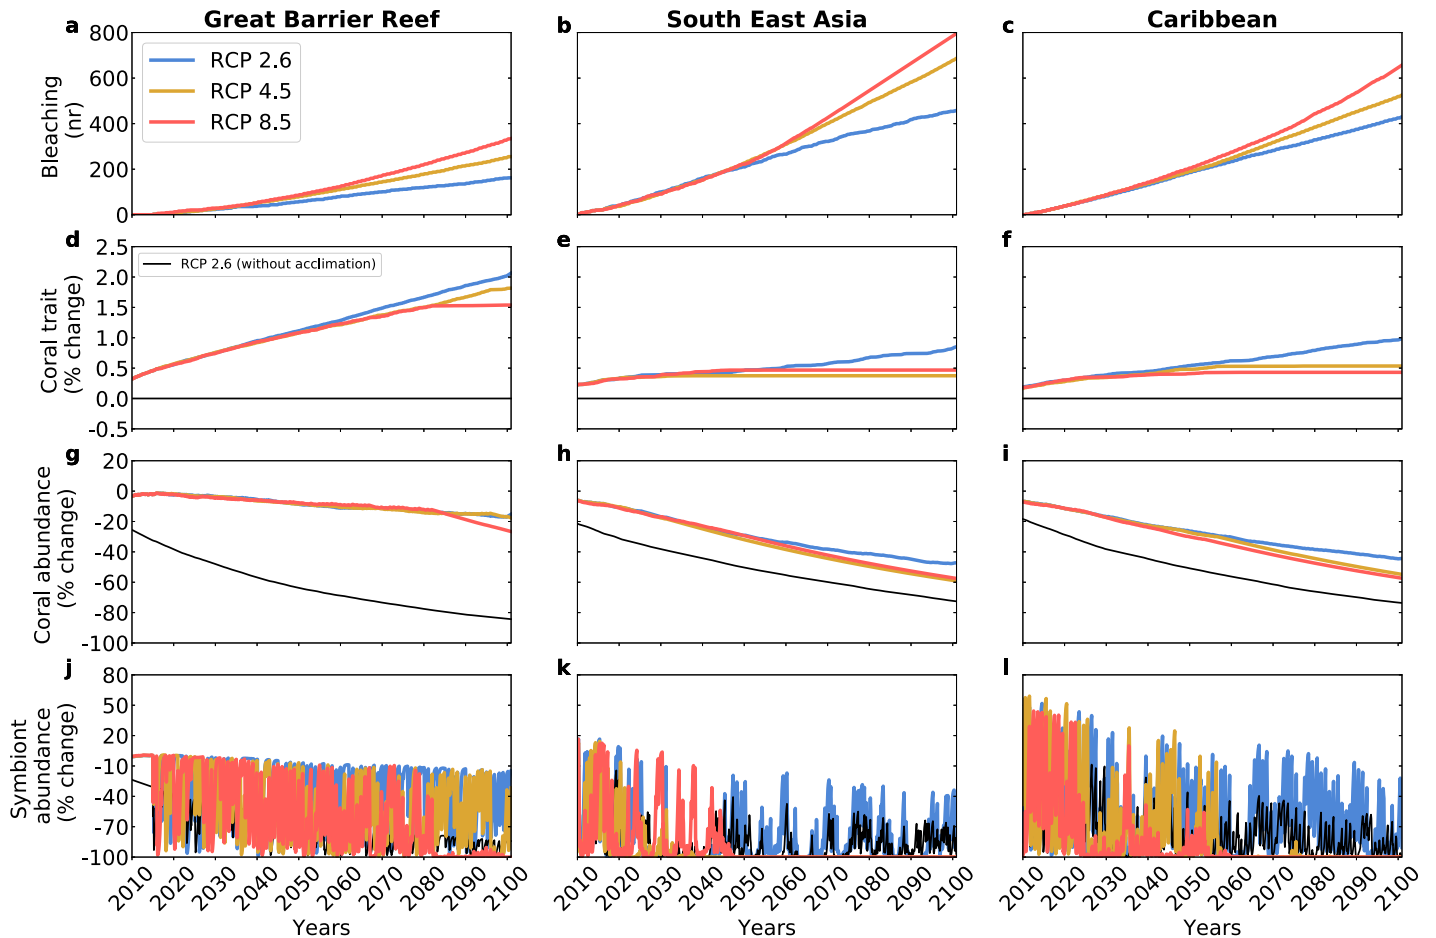 Great Barrier Reef
South East Asia
Caribbean
a
b
c
Bleaching
(nr)
800
600
400
200
0
RCP 2.6
RCP 4.5
RCP 8.5
d
e
f
Coral trait
(% change)
2.5
2.0
1.5
1.0
0.5
0.0
-0.5
RCP 2.6 (without acclimation)
g
h
i
Coral abundance
(% change)
20
0
-20
-40
-60
-80
-100
j
k
l
Symbiont
abundance
(% change)
80
50
20
-10
-40
-70
-100
2010 2020 2030 2040 2050 2060 2070 2080 2090 2100
2010 2020 2030 2040 2050 2060 2070 2080 2090 2100
2010 2020 2030 2040 2050 2060 2070 2080 2090 2100
Years
Years
Years